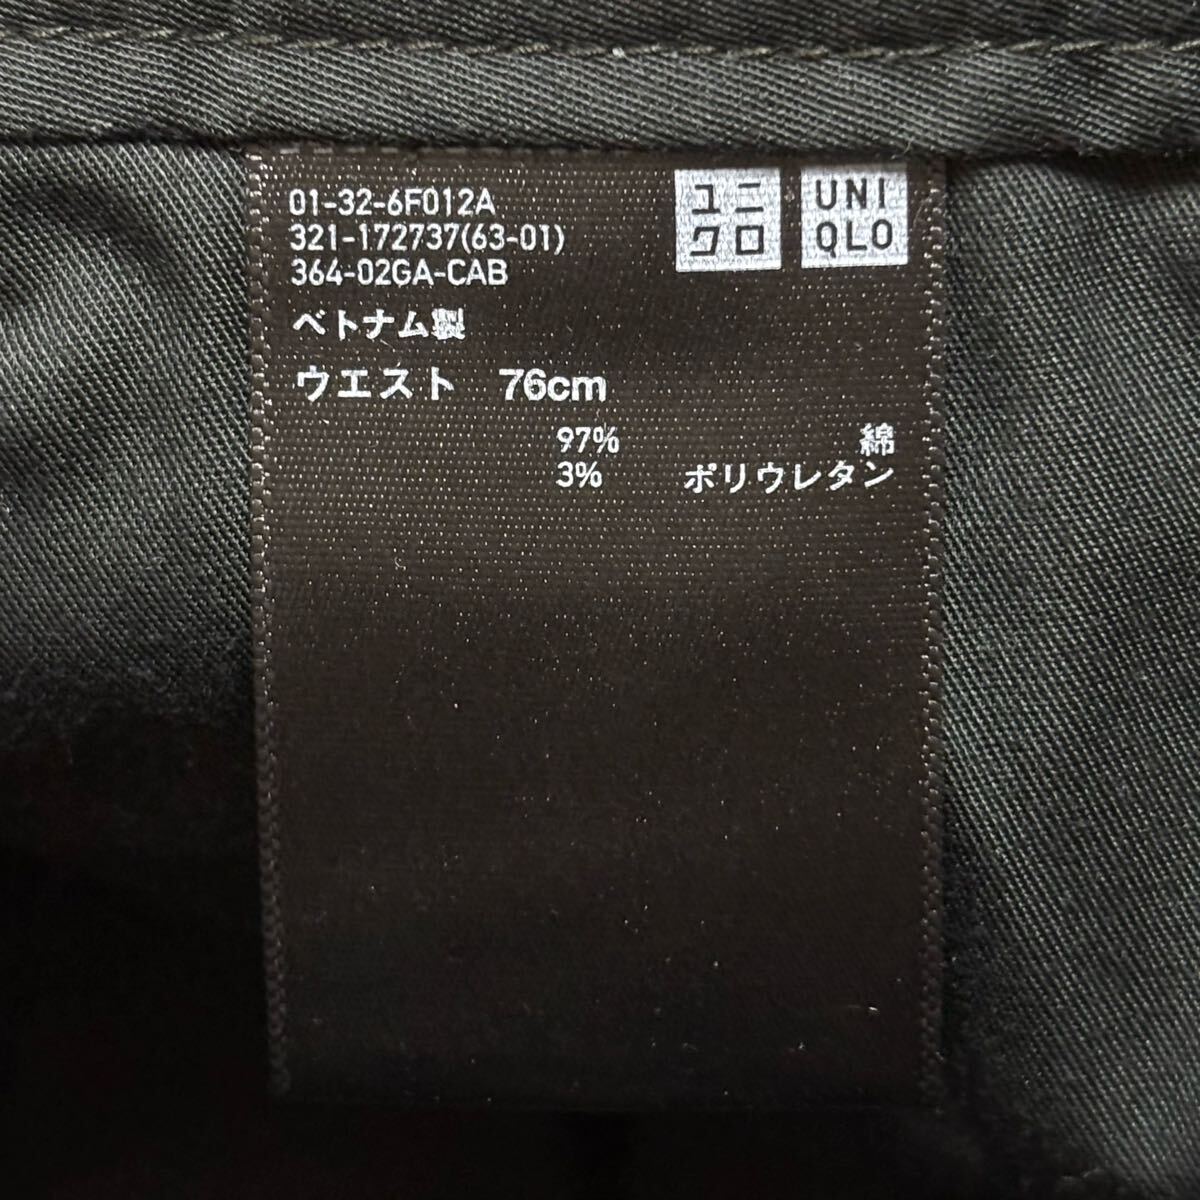 01-32-6F012A
321-172737(63-01)
364-02GA-CAB
ユニ
クロ
UNI
QLO
ベトナム製
ウエスト 76cm
97% 綿
3% ポリウレタン